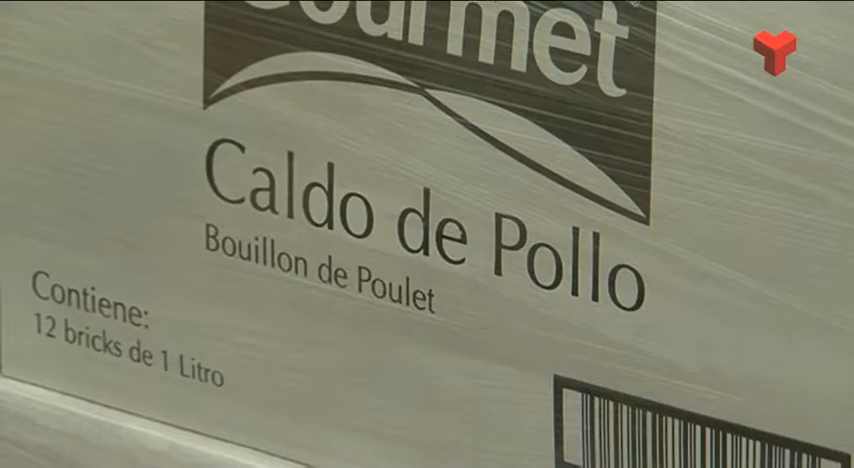 Gourmet
Caldo de Pollo
Bouillon de Poulet
Contiene:
12 bricks de 1 Litro